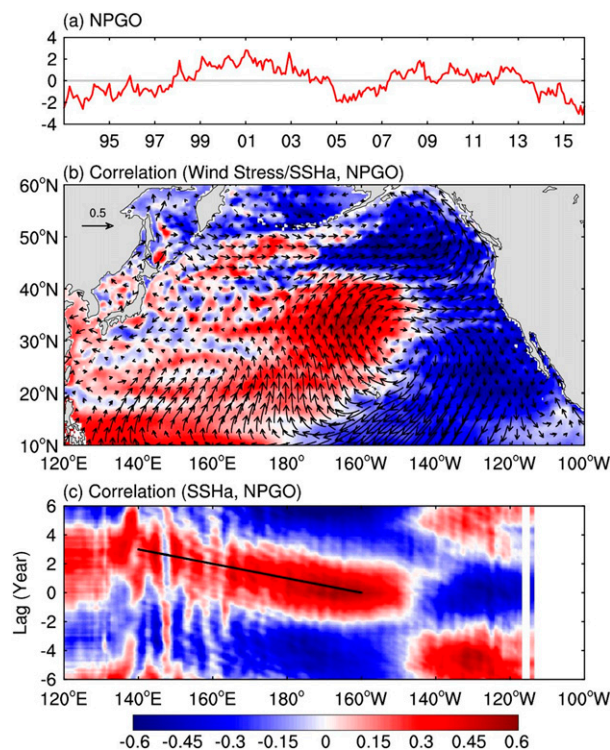 (a) NPGO
4
2
0
-2
-4
95 97 99 01 03 05 07 09 11 13 15
(b) Correlation (Wind Stress/SSHa, NPGO)
60°N
0.5
50°N
40°N
30°N
20°N
10°N
120°E 140°E 160°E 180° 160°W 140°W 120°W 100°W
(c) Correlation (SSHa, NPGO)
6
4
2
0
-2
-4
-6
Lag (Year)
120°E 140°E 160°E 180° 160°W 140°W 120°W 100°W
-0.6 -0.45 -0.3 -0.15 0 0.15 0.3 0.45 0.6